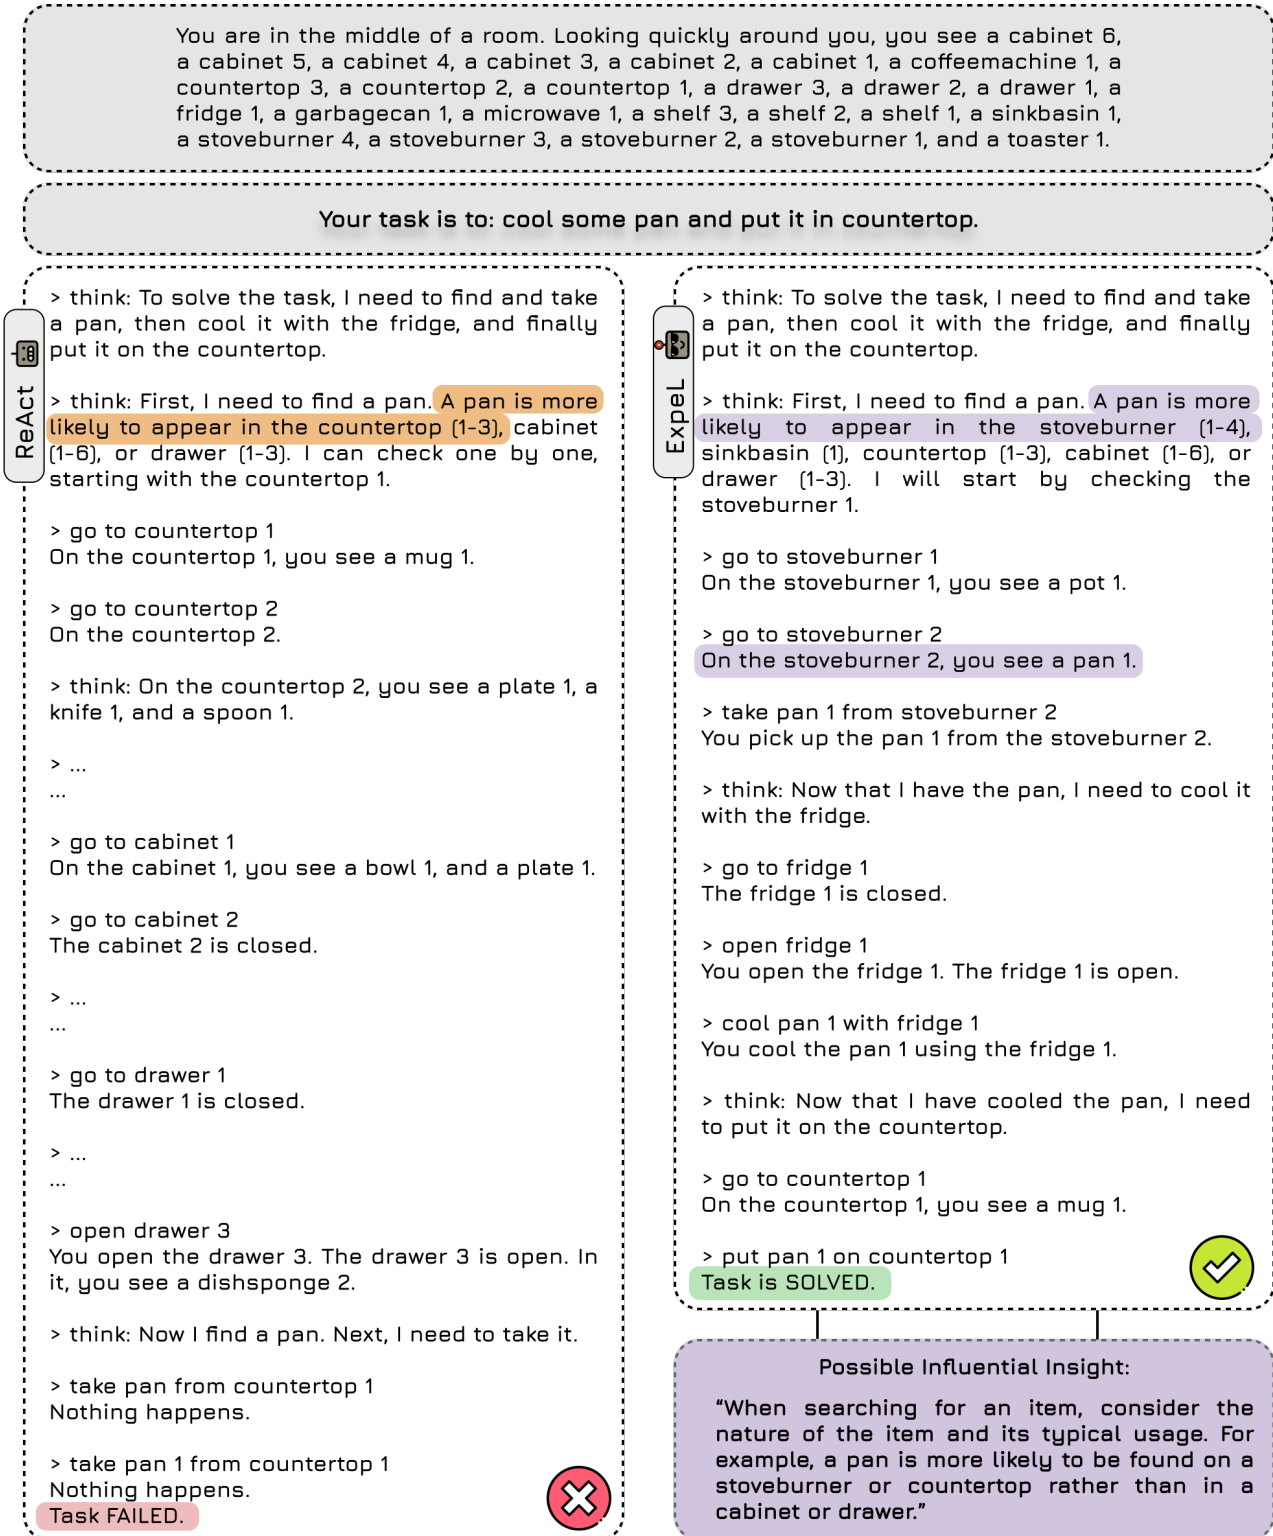 You are in the middle of a room. Looking quickly around you, you see a cabinet 6,
a cabinet 5, a cabinet 4, a cabinet 3, a cabinet 2, a cabinet 1, a coffeemachine 1, a
countertop 3, a countertop 2, a countertop 1, a drawer 3, a drawer 2, a drawer 1, a
fridge 1, a garbagecan 1, a microwave 1, a shelf 3, a shelf 2, a shelf 1, a sinkbasin 1,
a stoveburner 4, a stoveburner 3, a stoveburner 2, a stoveburner 1, and a toaster 1.
Your task is to: cool some pan and put it in countertop.
ReAct
> think: To solve the task, I need to find and take
a pan, then cool it with the fridge, and finally
put it on the countertop.
> think: First, I need to find a pan. A pan is more
likely to appear in the countertop (1-3), cabinet
(1-6), or drawer (1-3). I can check one by one,
starting with the countertop 1.
> go to countertop 1
On the countertop 1, you see a mug 1.
> go to countertop 2
On the countertop 2.
> think: On the countertop 2, you see a plate 1, a
knife 1, and a spoon 1.
> ...
...
> go to cabinet 1
On the cabinet 1, you see a bowl 1, and a plate 1.
> go to cabinet 2
The cabinet 2 is closed.
> ...
...
> go to drawer 1
The drawer 1 is closed.
> ...
...
> open drawer 3
You open the drawer 3. The drawer 3 is open. In
it, you see a dishsponge 2.
> think: Now I find a pan. Next, I need to take it.
> take pan from countertop 1
Nothing happens.
> take pan 1 from countertop 1
Nothing happens.
Task FAILED.
ExpeL
> think: To solve the task, I need to find and take
a pan, then cool it with the fridge, and finally
put it on the countertop.
> think: First, I need to find a pan. A pan is more
likely to appear in the stoveburner (1-4),
sinkbasin (1), countertop (1-3), cabinet (1-6), or
drawer (1-3). I will start by checking the
stoveburner 1.
> go to stoveburner 1
On the stoveburner 1, you see a pot 1.
> go to stoveburner 2
On the stoveburner 2, you see a pan 1.
> take pan 1 from stoveburner 2
You pick up the pan 1 from the stoveburner 2.
> think: Now that I have the pan, I need to cool it
with the fridge.
> go to fridge 1
The fridge 1 is closed.
> open fridge 1
You open the fridge 1. The fridge 1 is open.
> cool pan 1 with fridge 1
You cool the pan 1 using the fridge 1.
> think: Now that I have cooled the pan, I need
to put it on the countertop.
> go to countertop 1
On the countertop 1, you see a mug 1.
> put pan 1 on countertop 1
Task is SOLVED.
Possible Influential Insight:
“When searching for an item, consider the
nature of the item and its typical usage. For
example, a pan is more likely to be found on a
stoveburner or countertop rather than in a
cabinet or drawer.”